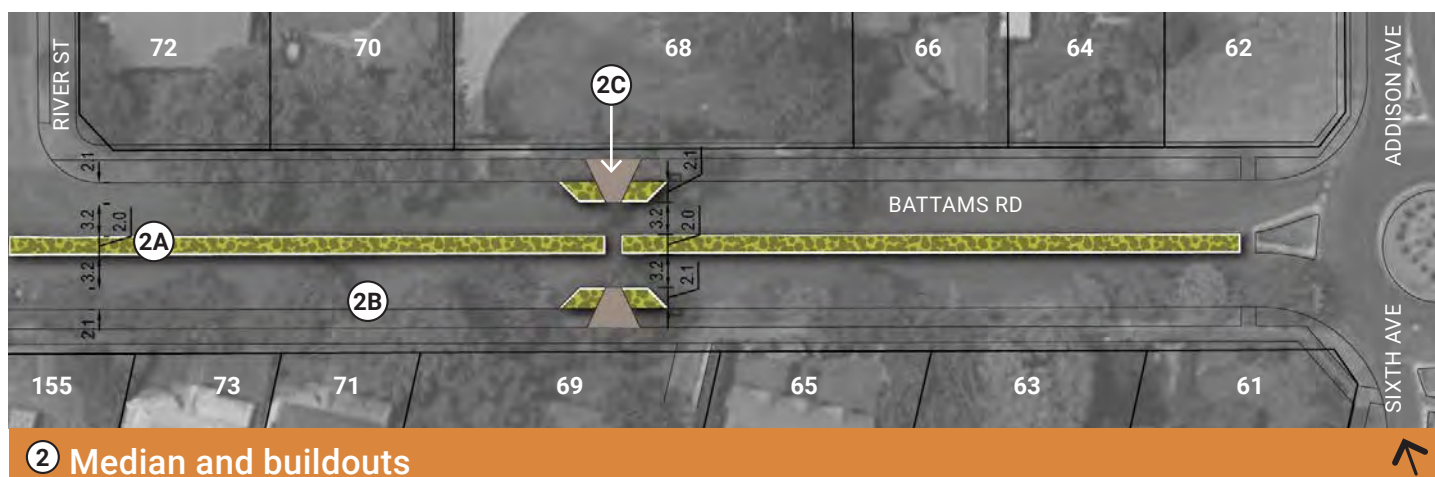 RIVER ST
72
70
68
66
64
62
ADDISON AVE
2C
2.1
2.1
BATTAMS RD
3.2
2.0
3.2
2.0
2A
3.2
3.2
2.1
2B
2.1
SIXTH AVE
155
73
71
69
65
63
61
2 Median and buildouts